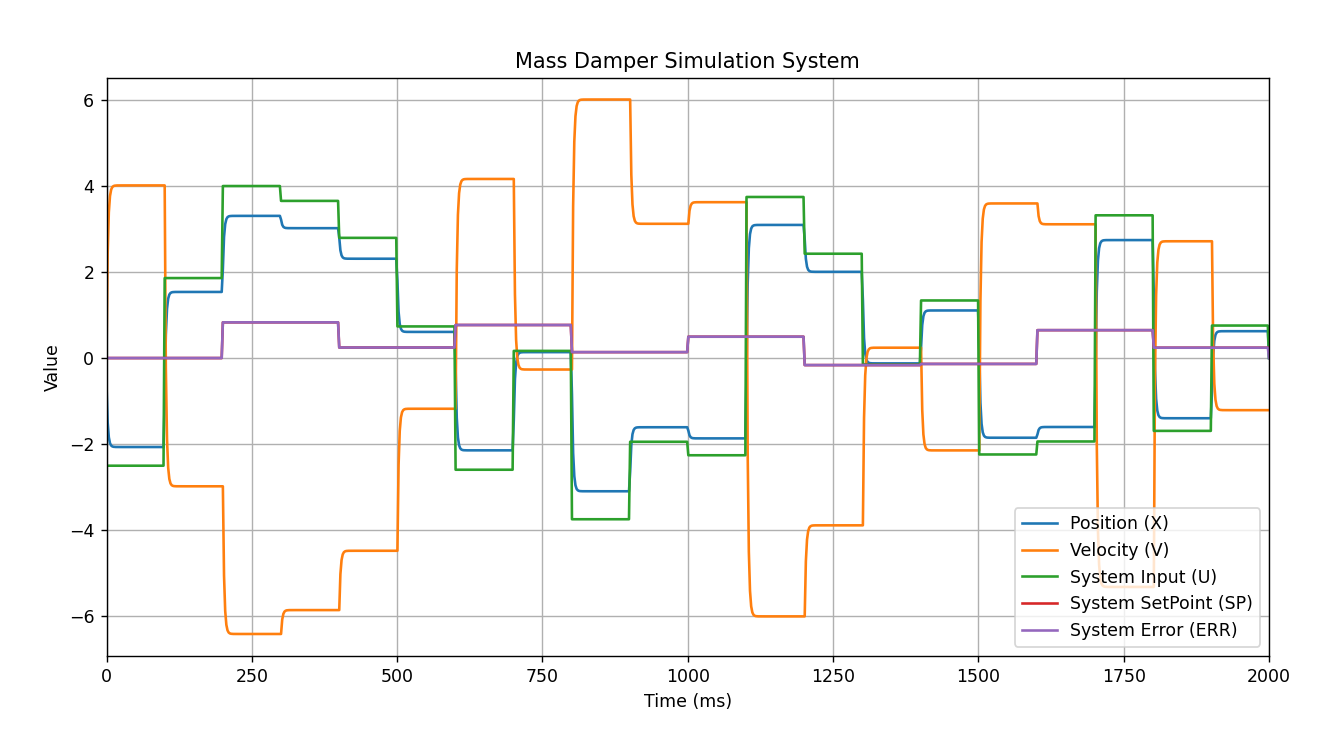 Mass Damper Simulation System
Value
6
4
2
0
−2
−4
−6
Position (X)
Velocity (V)
System Input (U)
System SetPoint (SP)
System Error (ERR)
0 250 500 750 1000 1250 1500 1750 2000
Time (ms)